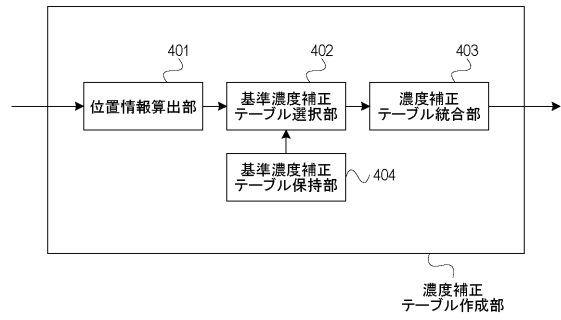 401
402
403
位置情報算出部
基準濃度補正
テーブル選択部
濃度補正
テーブル統合部
基準濃度補正
テーブル保持部
404
濃度補正
テーブル作成部